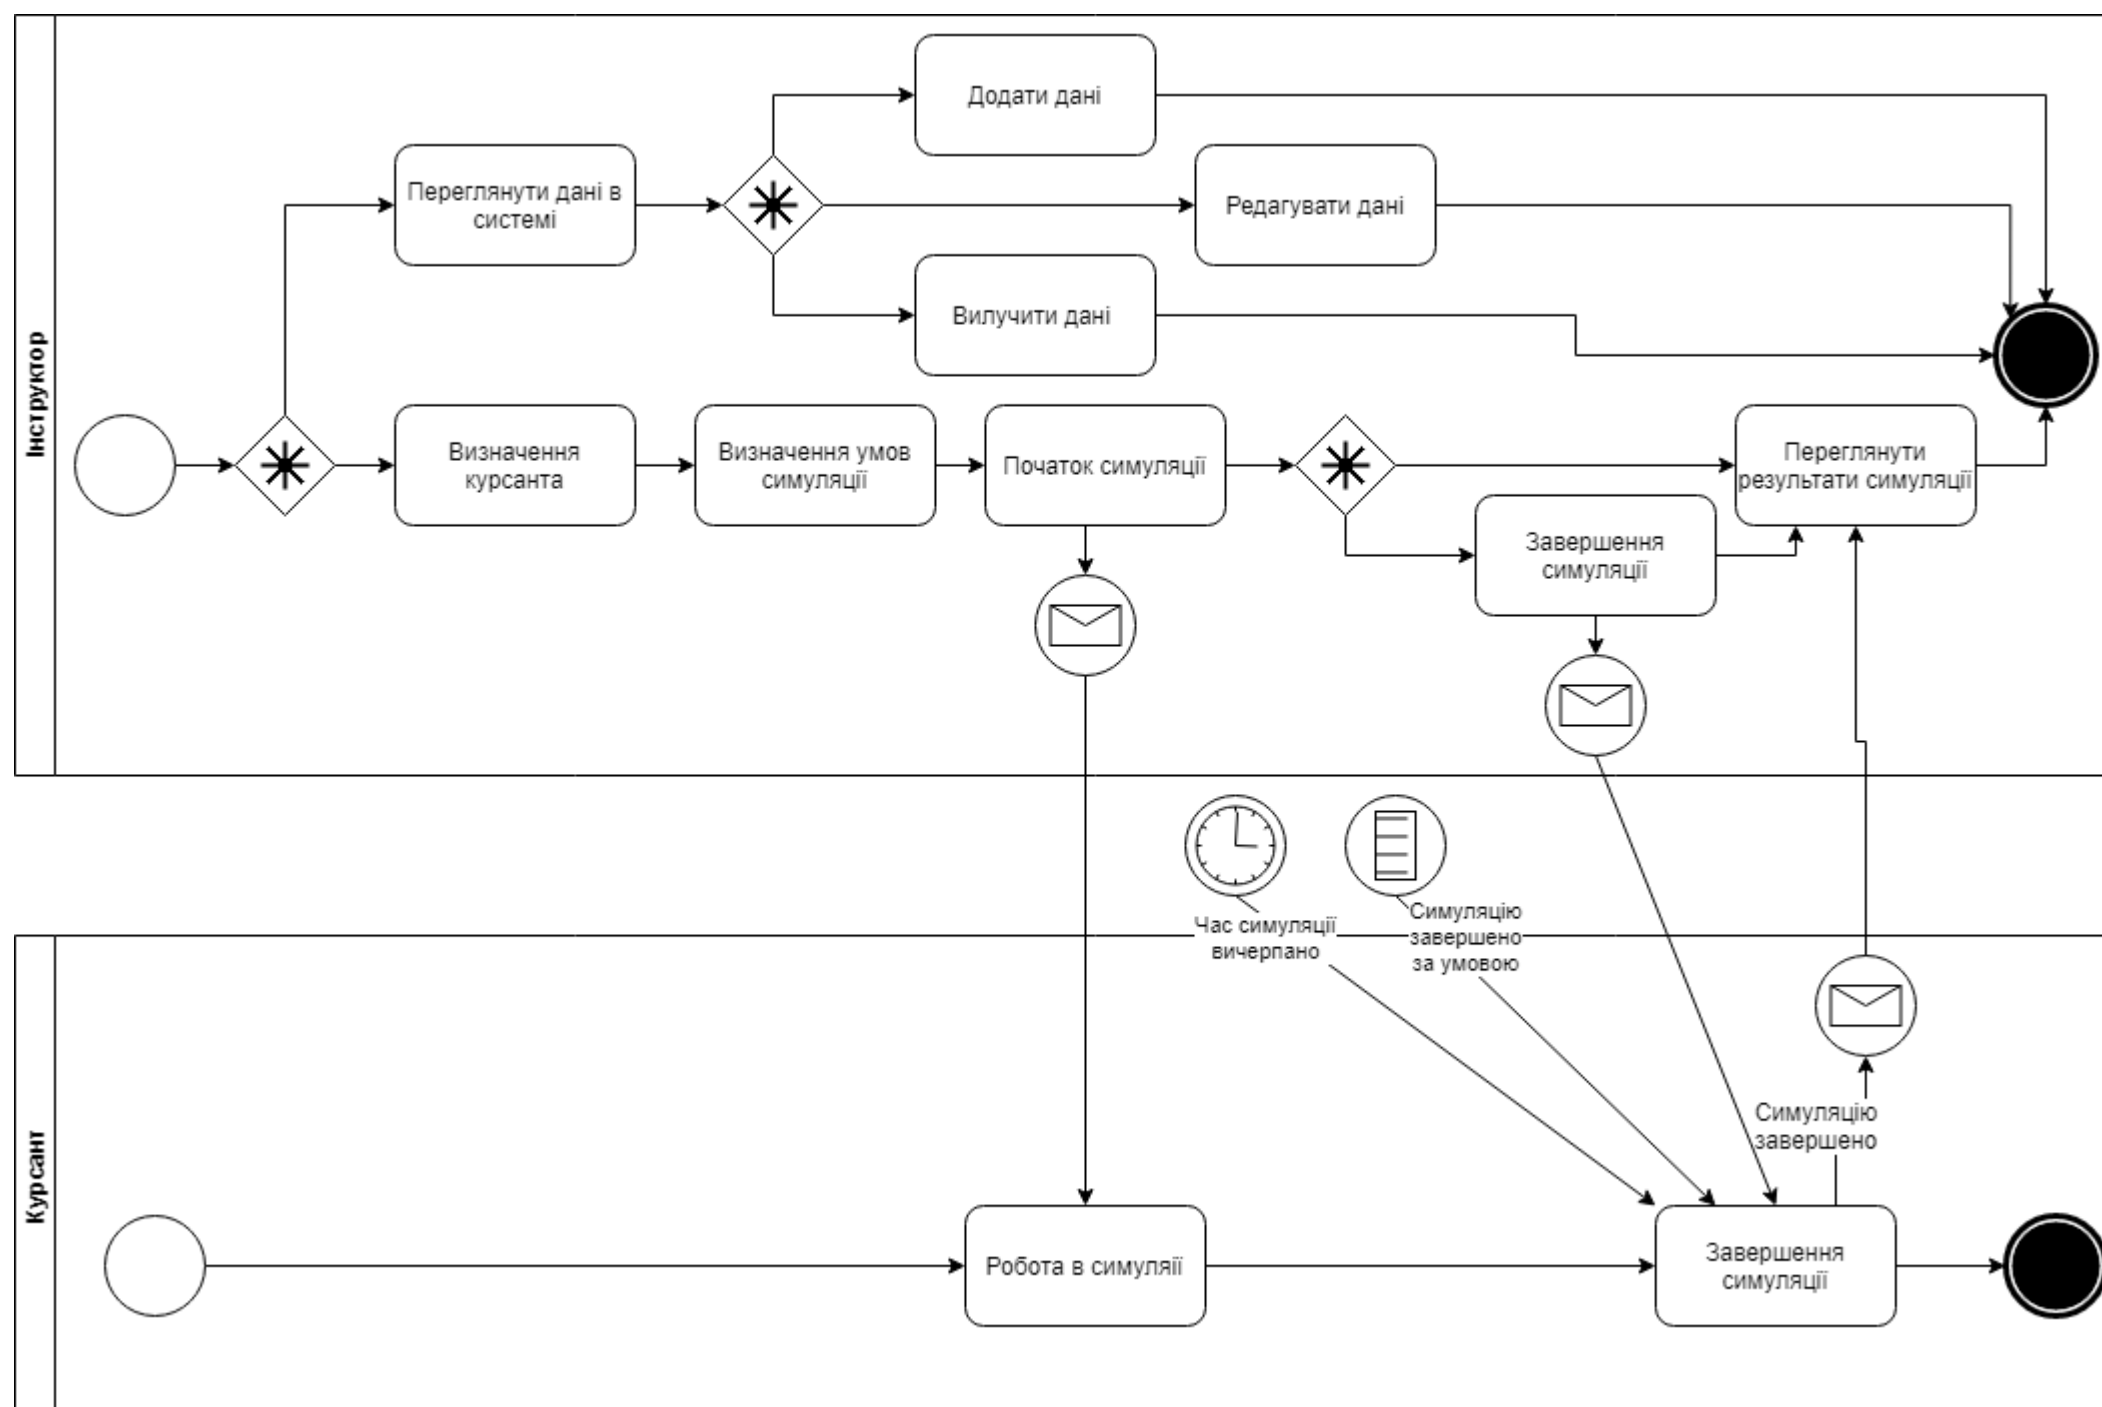 Інструктор
Додати дані
Переглянути дані в
системі
Редагувати дані
Вилучити дані
Визначення
курсанта
Визначення умов
симуляції
Початок симуляції
Переглянути
результати симуляції
Завершення
симуляції
Час симуляції
вичерпано
Симуляцію
завершено
за умовою
Симуляцію
завершено
Курсант
Робота в симуляії
Завершення
симуляції